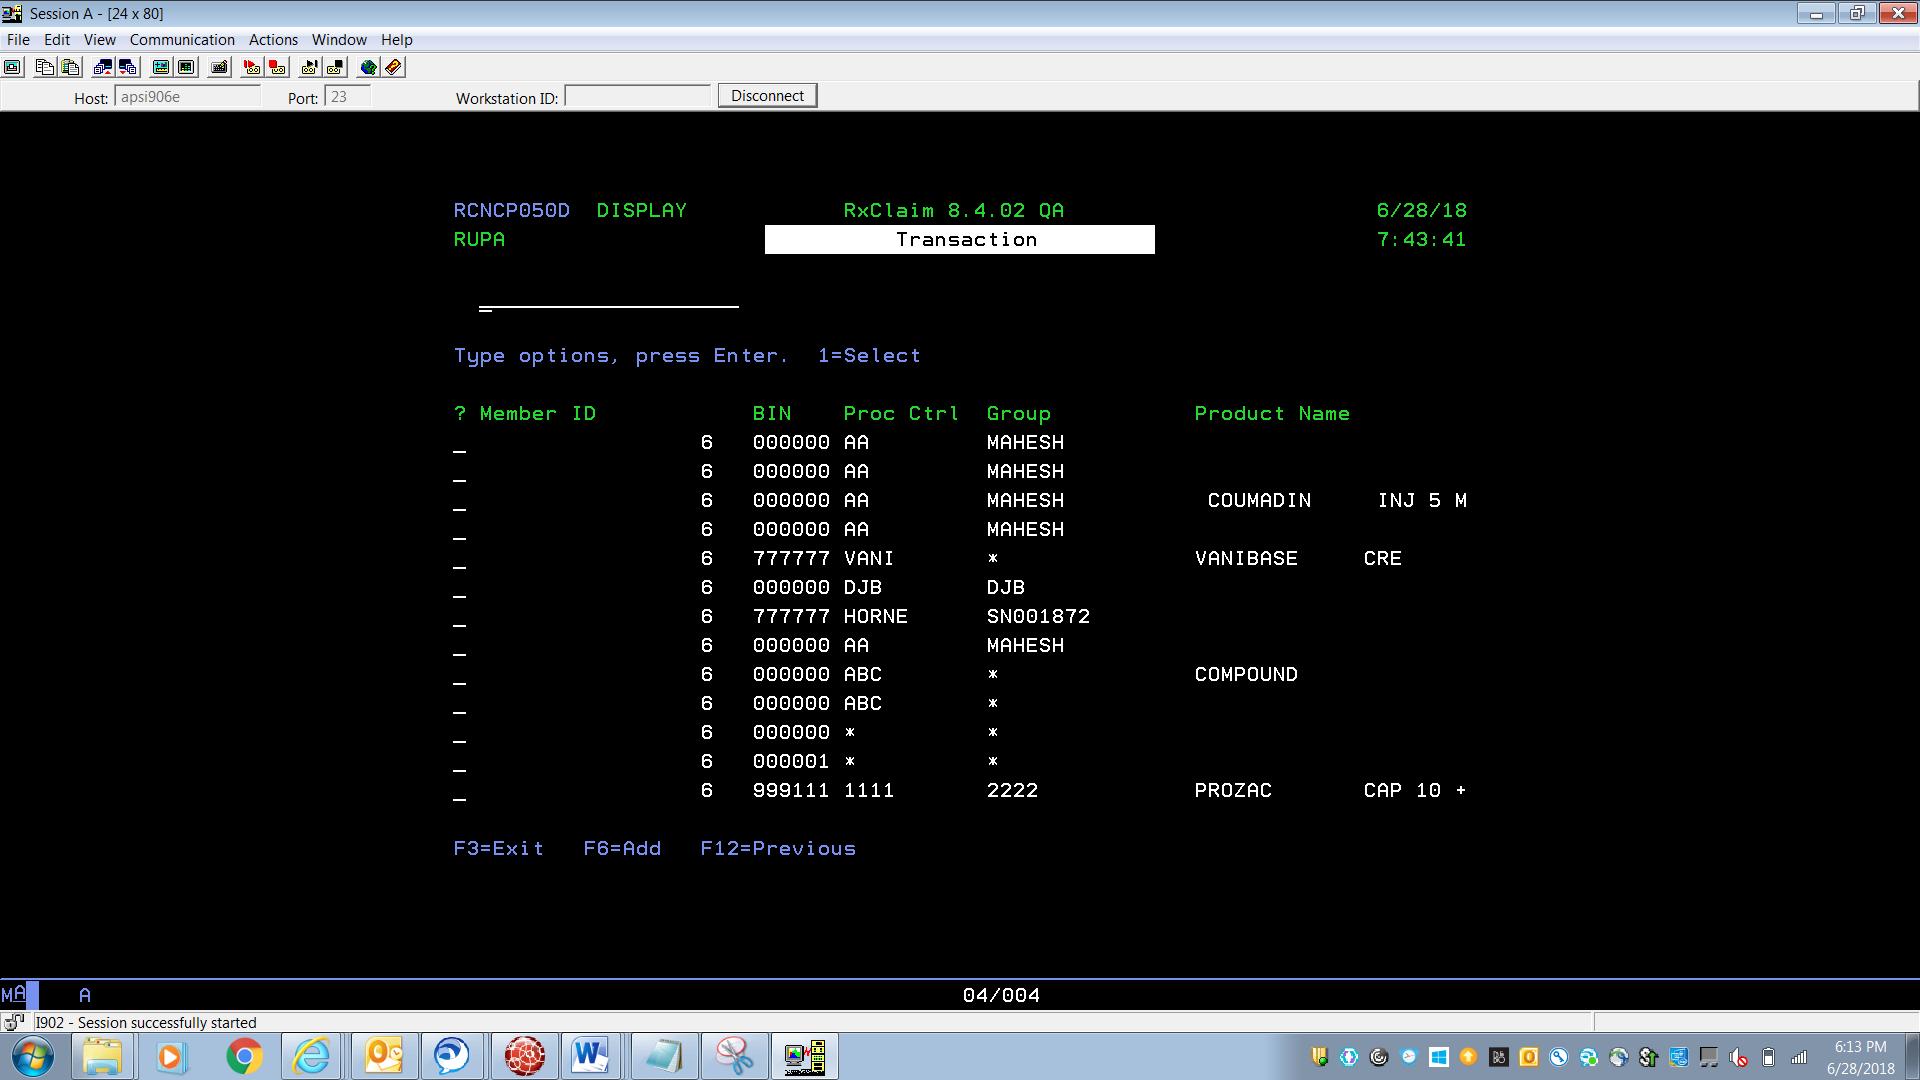 Session A - [24 x 80]
File Edit View Communication Actions Window Help
Host: apsi906e Port: 23 Workstation ID: Disconnect
RCNCP050D DISPLAY RxClaim 8.4.02 QA 6/28/18
RUPA Transaction 7:43:41
Type options, press Enter. 1=Select
? Member ID BIN Proc Ctrl Group Product Name
_ 6 000000 AA MAHESH
_ 6 000000 AA MAHESH
_ 6 000000 AA MAHESH COUMADIN INJ 5 M
_ 6 000000 AA MAHESH
_ 6 777777 VANI * VANIBASE CRE
_ 6 000000 DJB DJB
_ 6 777777 HORNE SN001872
_ 6 000000 AA MAHESH
_ 6 000000 ABC * COMPOUND
_ 6 000000 ABC *
_ 6 000000 * *
_ 6 000001 * *
_ 6 999111 1111 2222 PROZAC CAP 10 +
F3=Exit F6=Add F12=Previous
MA A 04/004
I902 - Session successfully started
6:13 PM
6/28/2018